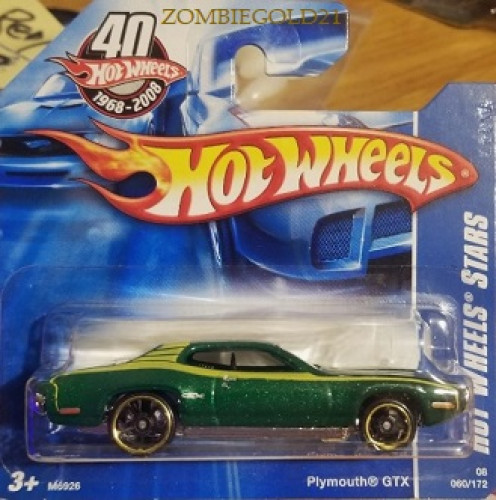 ZOMBIEGOLD21
40
HOT WHEELS
1968-2008
HOT WHEELS®
HOT WHEELS® STARS
3+
M6926
Plymouth® GTX
08
060/172